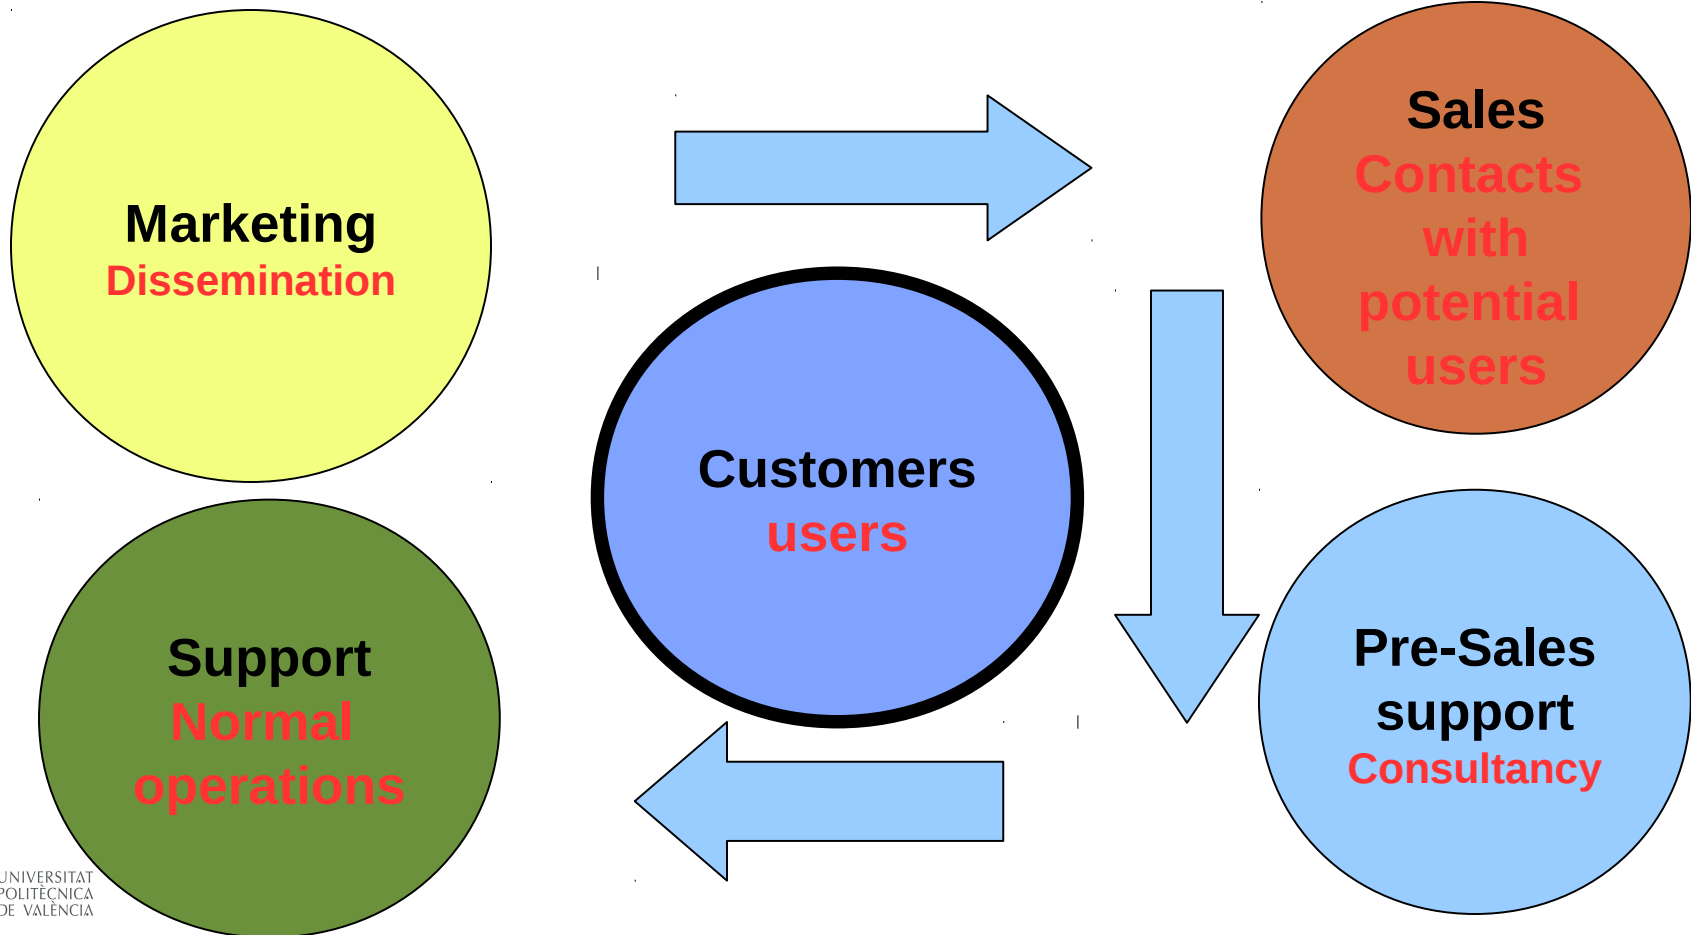 Marketing
Dissemination
Sales
Contacts
with
potential
users
Customers
users
Support
Normal
operations
Pre-Sales
support
Consultancy
UNIVERSITAT
POLITÈCNICA
DE VALÈNCIA